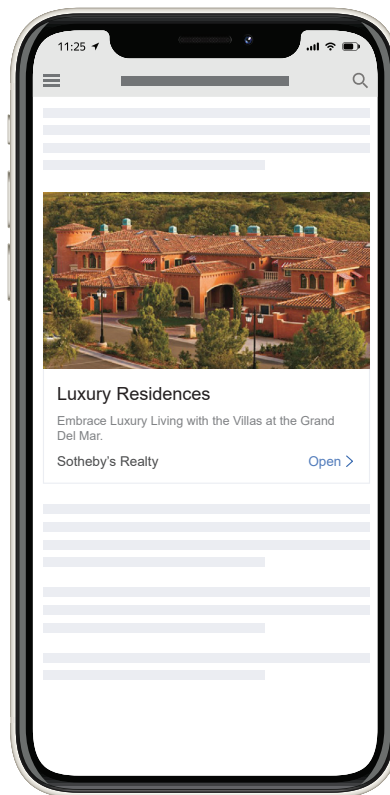 11:25
Luxury Residences
Embrace Luxury Living with the Villas at the Grand
Del Mar.
Sotheby's Realty
Open